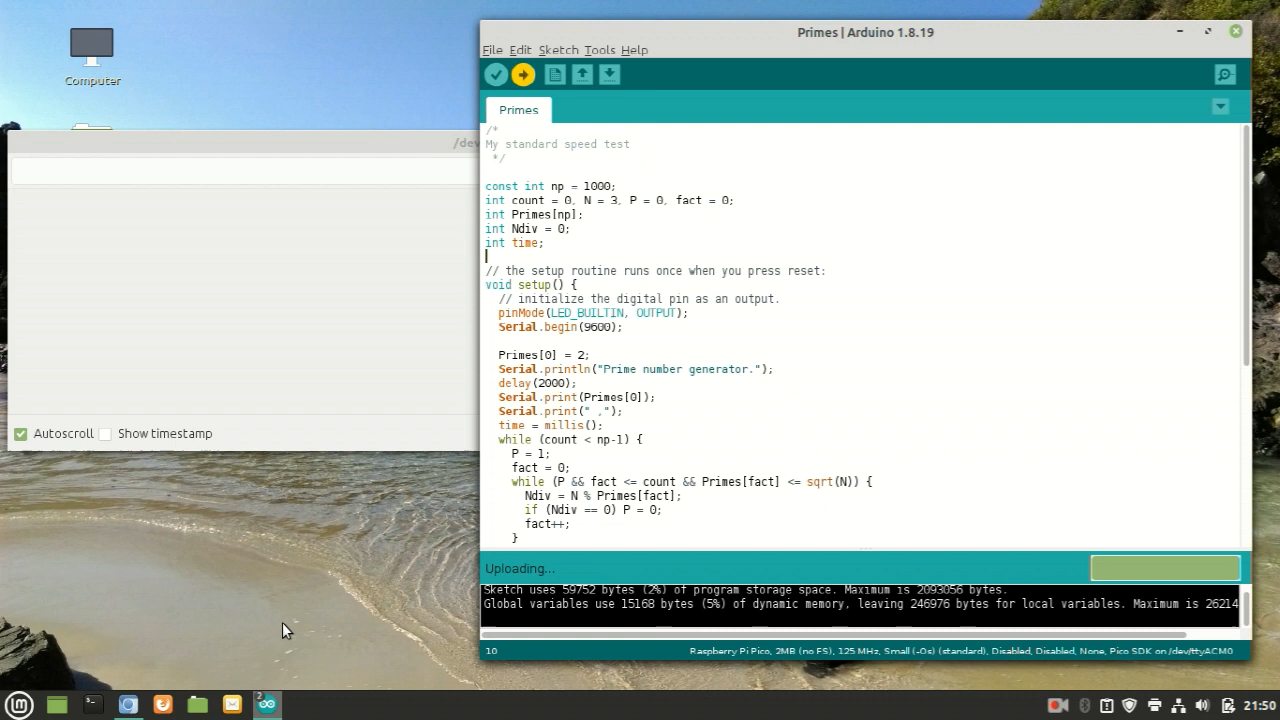 Computer
/dev
Autoscroll Show timestamp
Primes | Arduino 1.8.19
File Edit Sketch Tools Help
Primes
/*
My standard speed test
*/
const int np = 1000;
int count = 0, N = 3, P = 0, fact = 0;
int Primes[np];
int Ndiv = 0;
int time;
// the setup routine runs once when you press reset:
void setup() {
// initialize the digital pin as an output.
pinMode(LED_BUILTIN, OUTPUT);
Serial.begin(9600);
Primes[0] = 2;
Serial.println("Prime number generator.");
delay(2000);
Serial.print(Primes[0]);
Serial.print(" ,");
time = millis();
while (count < np-1) {
P = 1;
fact = 0;
while (P && fact <= count && Primes[fact] <= sqrt(N)) {
Ndiv = N % Primes[fact];
if (Ndiv == 0) P = 0;
fact++;
}
Uploading...
Sketch uses 59752 bytes (2%) of program storage space. Maximum is 2093056 bytes.
Global variables use 15168 bytes (5%) of dynamic memory, leaving 246976 bytes for local variables. Maximum is 26214
10 Raspberry Pi Pico, 2MB (no FS), 125 MHz, Small (-Os) (standard), Disabled, Disabled, None, Pico SDK on /dev/ttyACM0
2
21:50